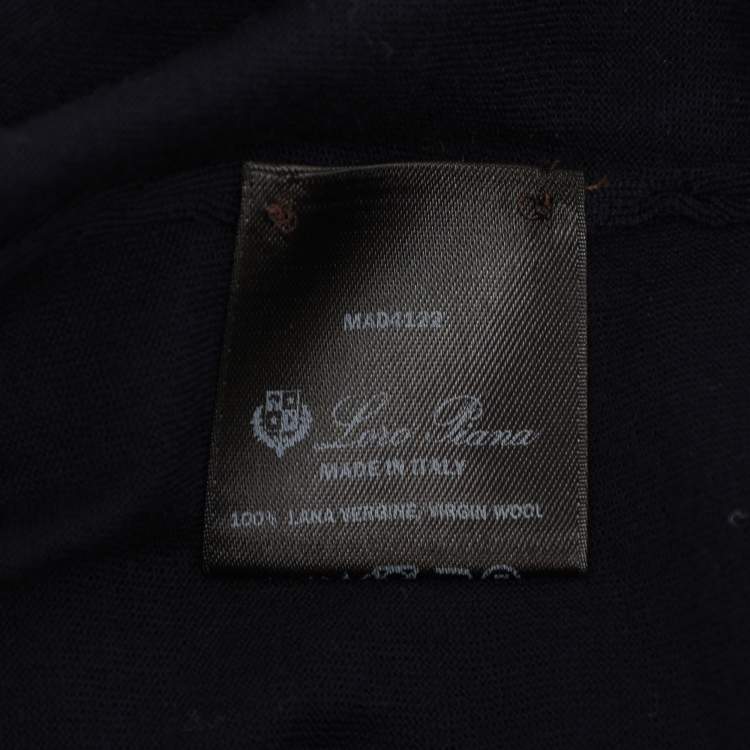 MAD4122
Loro Piana
MADE IN ITALY
100% LANA VERGINE, VIRGIN WOOL